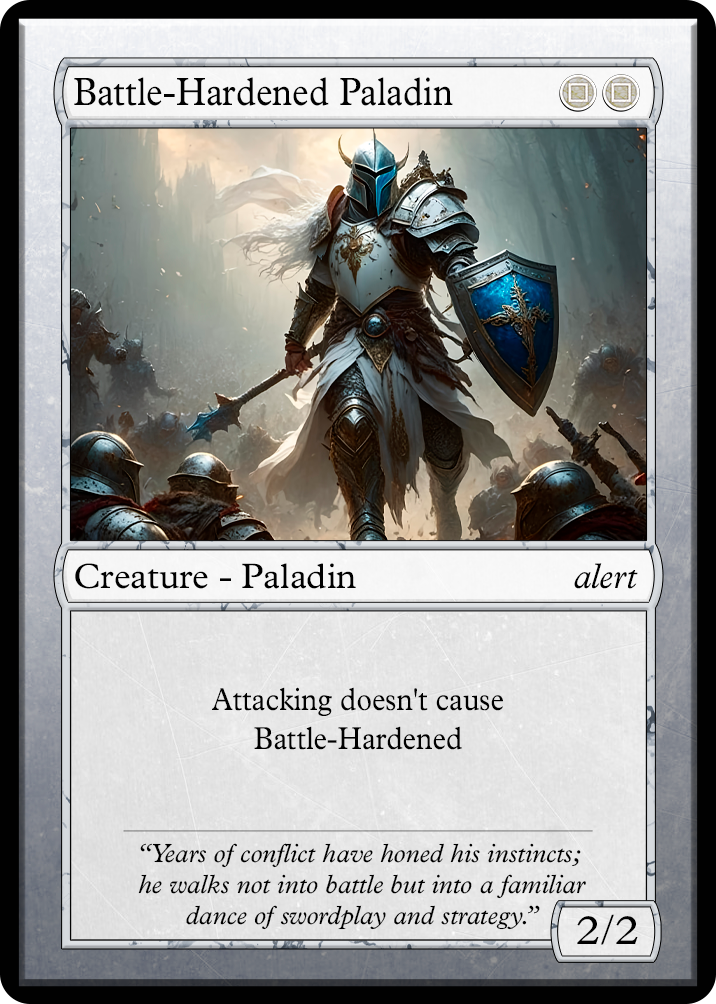 Battle-Hardened Paladin
Creature - Paladin alert
Attacking doesn't cause
Battle-Hardened
“Years of conflict have honed his instincts;
he walks not into battle but into a familiar
dance of swordplay and strategy.”
2/2